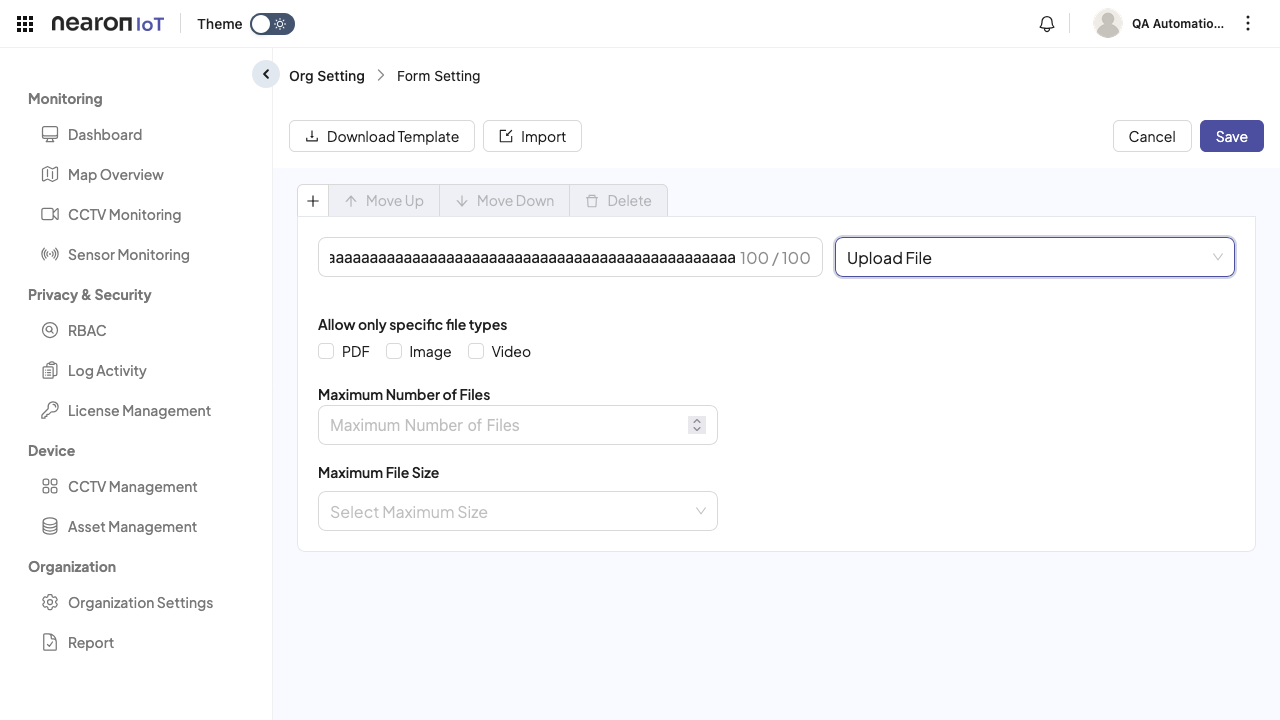 nearon IoT
Theme
QA Automatio...
Org Setting
Form Setting
Monitoring
Dashboard
Map Overview
CCTV Monitoring
Sensor Monitoring
Privacy & Security
RBAC
Log Activity
License Management
Device
CCTV Management
Asset Management
Organization
Organization Settings
Report
Download Template
Import
Cancel
Save
Move Up
Move Down
Delete
aaaaaaaaaaaaaaaaaaaaaaaaaaaaaaaaaaaaaaaaaaaaaaaaaaa 100 / 100
Upload File
Allow only specific file types
PDF
Image
Video
Maximum Number of Files
Maximum Number of Files
Maximum File Size
Select Maximum Size